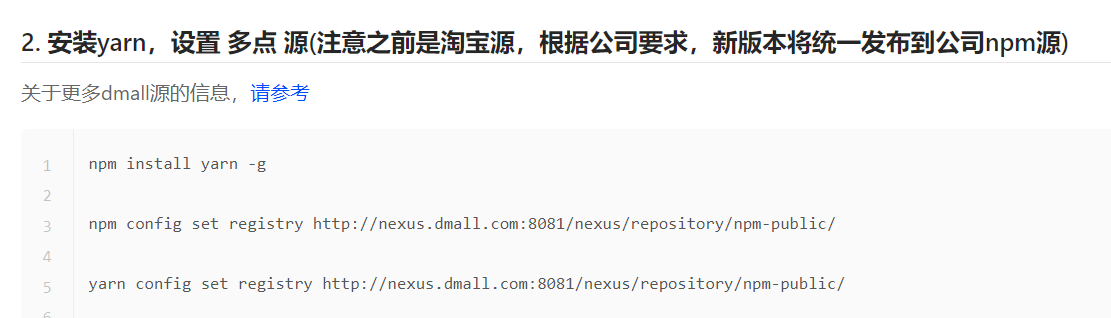 2. 安装yarn，设置 多点 源(注意之前是淘宝源，根据公司要求，新版本将统一发布到公司npm源)
关于更多dmall源的信息，请参考
1 npm install yarn -g
2
3 npm config set registry http://nexus.dmall.com:8081/nexus/repository/npm-public/
4
5 yarn config set registry http://nexus.dmall.com:8081/nexus/repository/npm-public/
6